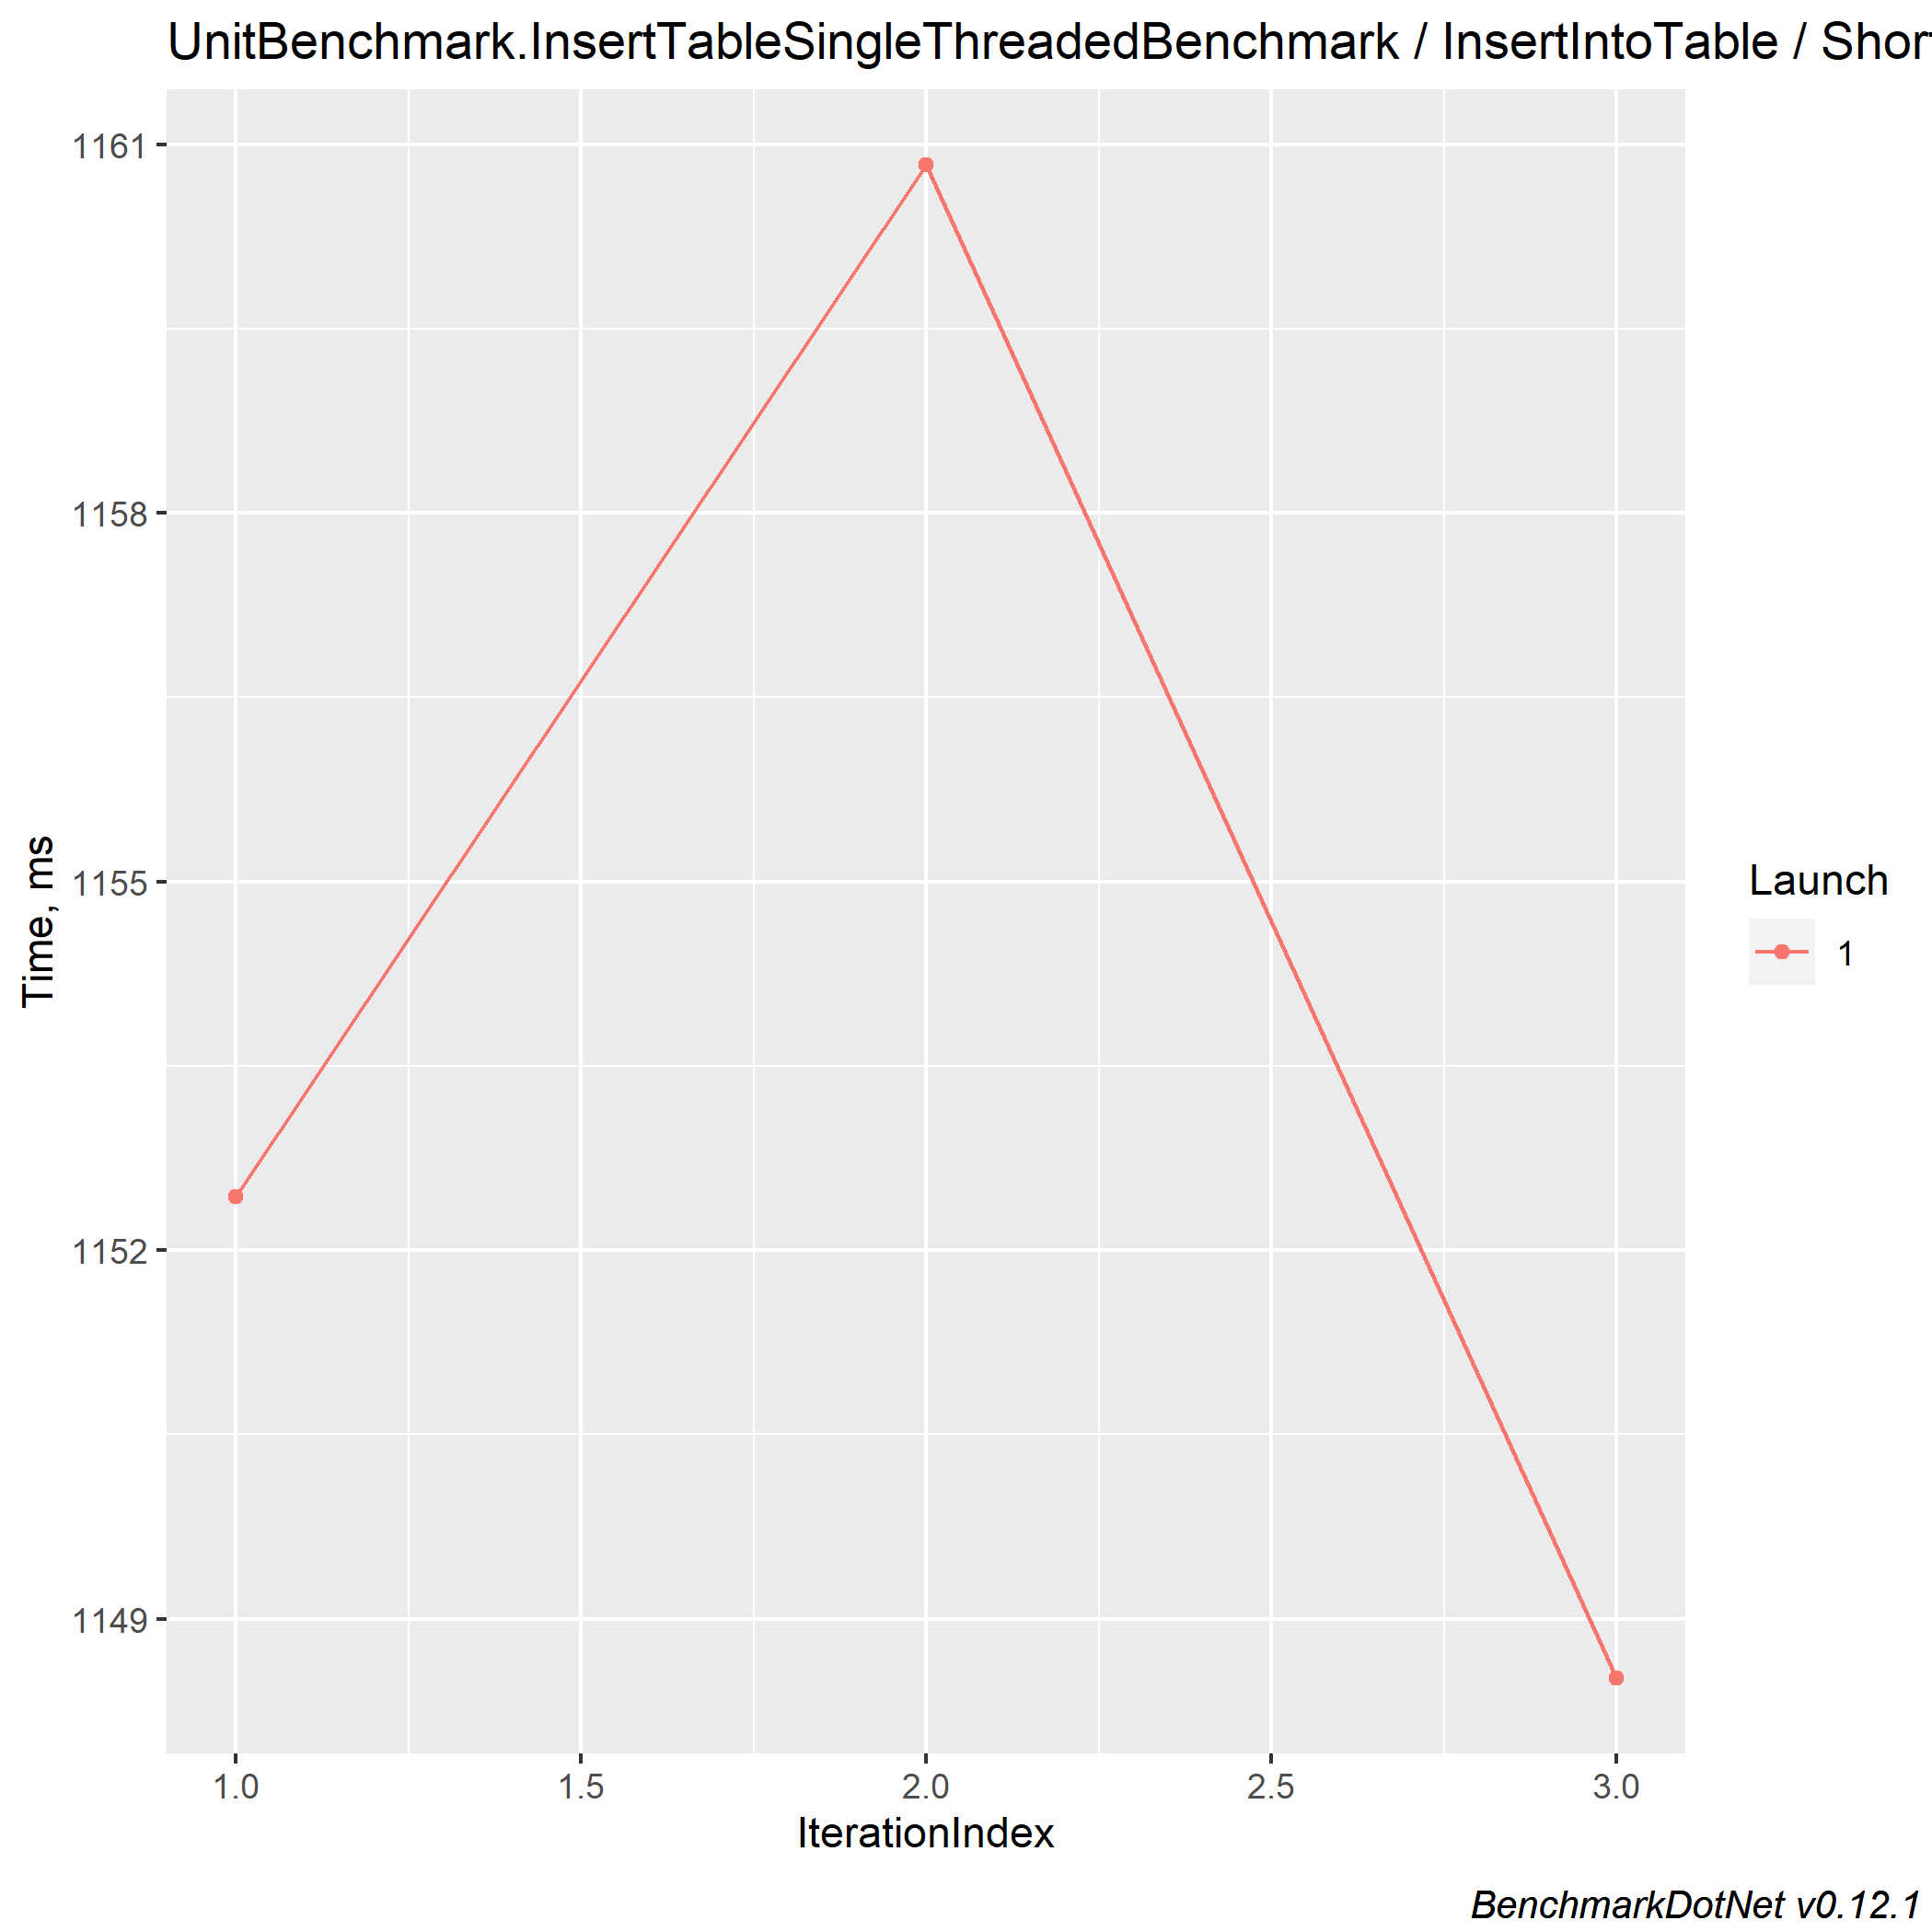 UnitBenchmark.InsertTableSingleThreadedBenchmark / InsertIntoTable / Shor
1161
1158
1155
1152
1149
Time, ms
1.0 1.5 2.0 2.5 3.0
IterationIndex
Launch
1
BenchmarkDotNet v0.12.1